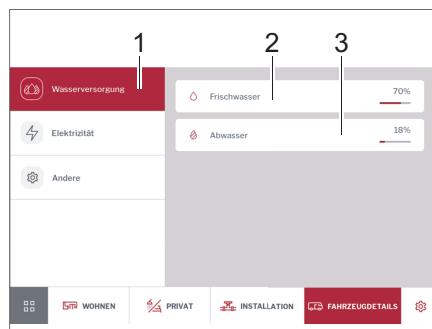 1 2 3
Wasserversorgung
Frischwasser 70%
Elektrizität
Abwasser 18%
Andere
WOHNEN PRIVAT INSTALLATION FAHRZEUGDETAILS